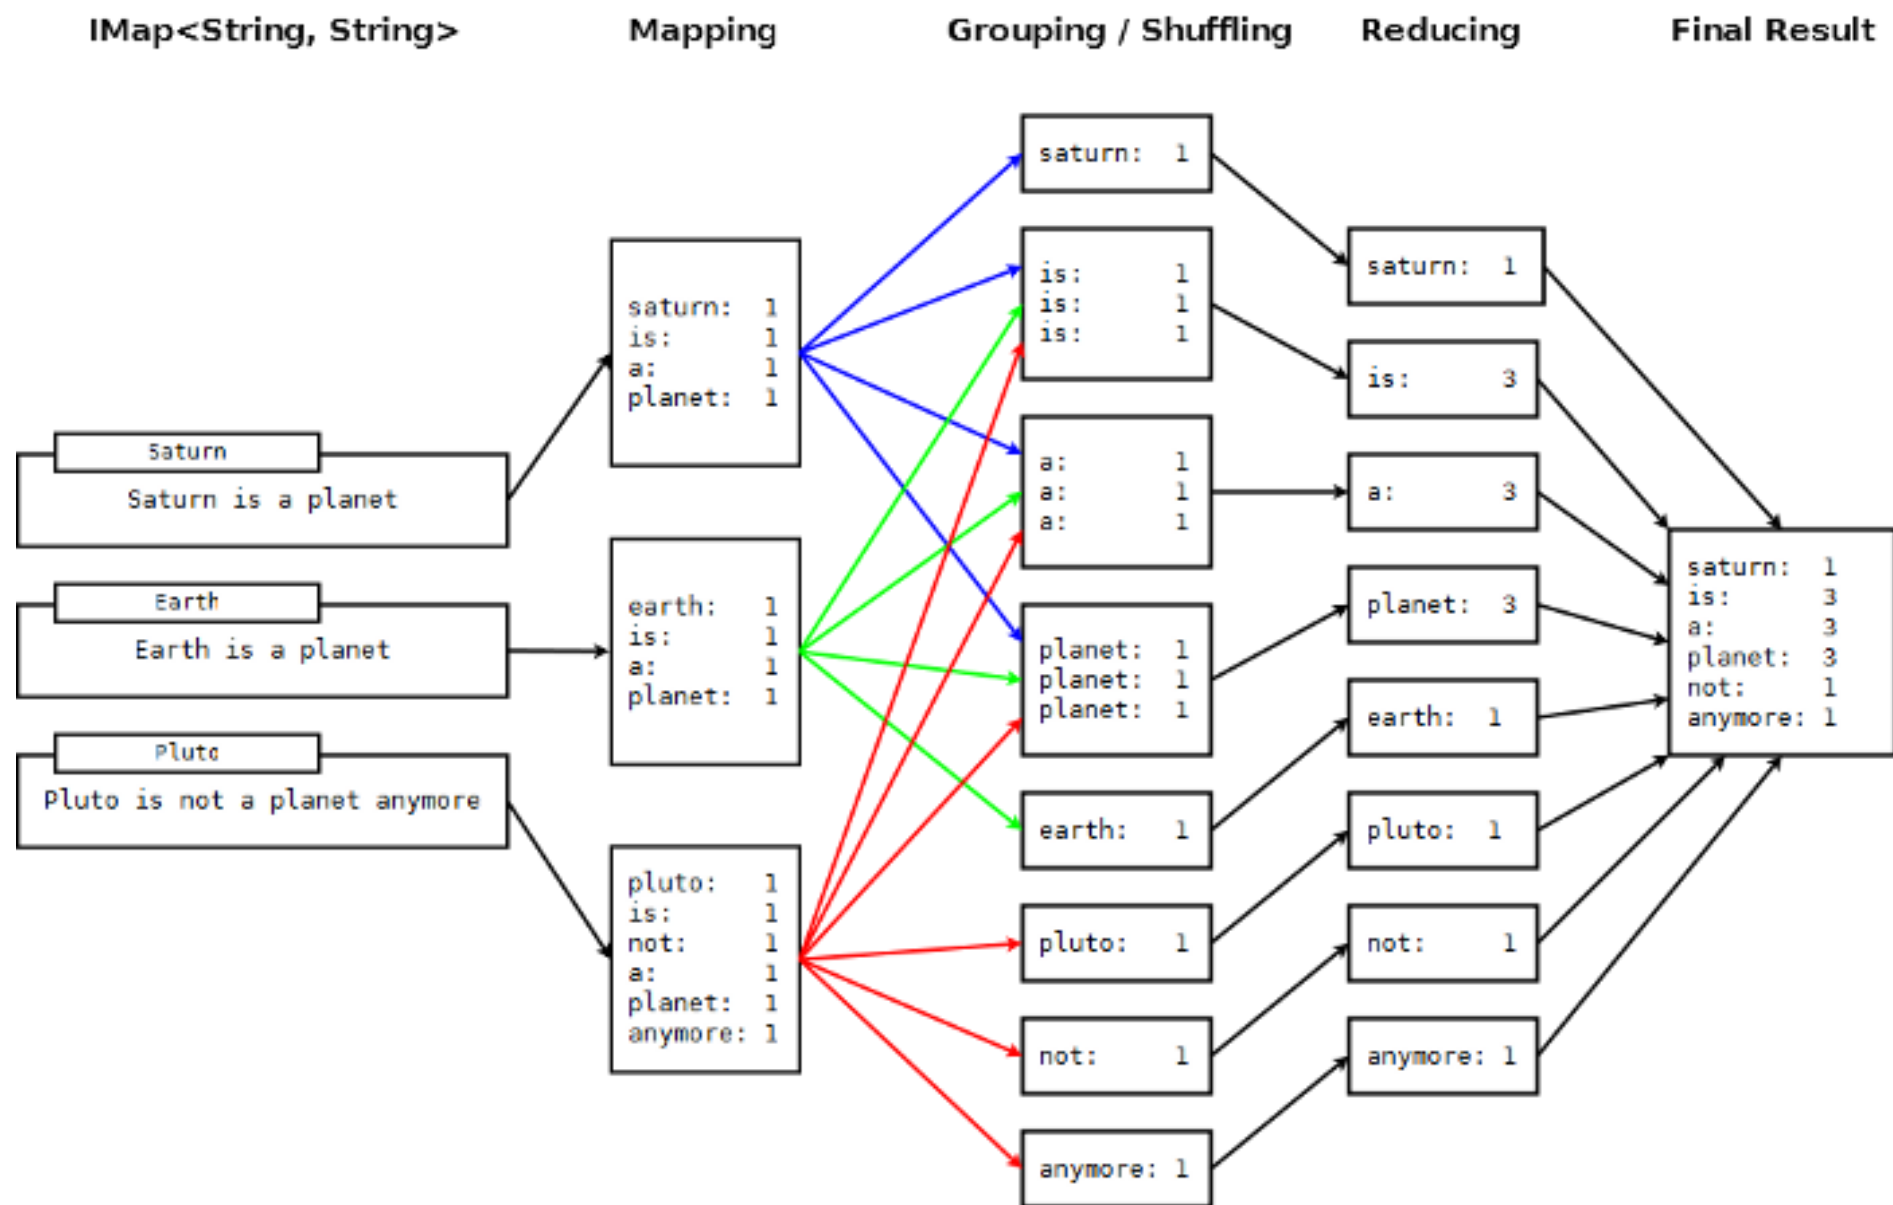 IMap<String, String>
Mapping
Grouping / Shuffling
Reducing
Final Result
Saturn
Saturn is a planet
Earth
Earth is a planet
Pluto
Pluto is not a planet anymore
saturn: 1
is: 1
a: 1
planet: 1
earth: 1
is: 1
a: 1
planet: 1
pluto: 1
is: 1
not: 1
a: 1
planet: 1
anymore: 1
saturn: 1
is: 1
is: 1
is: 1
a: 1
a: 1
a: 1
planet: 1
planet: 1
planet: 1
earth: 1
pluto: 1
not: 1
anymore: 1
saturn: 1
is: 3
a: 3
planet: 3
earth: 1
pluto: 1
not: 1
anymore: 1
saturn: 1
is: 3
a: 3
planet: 3
not: 1
anymore: 1